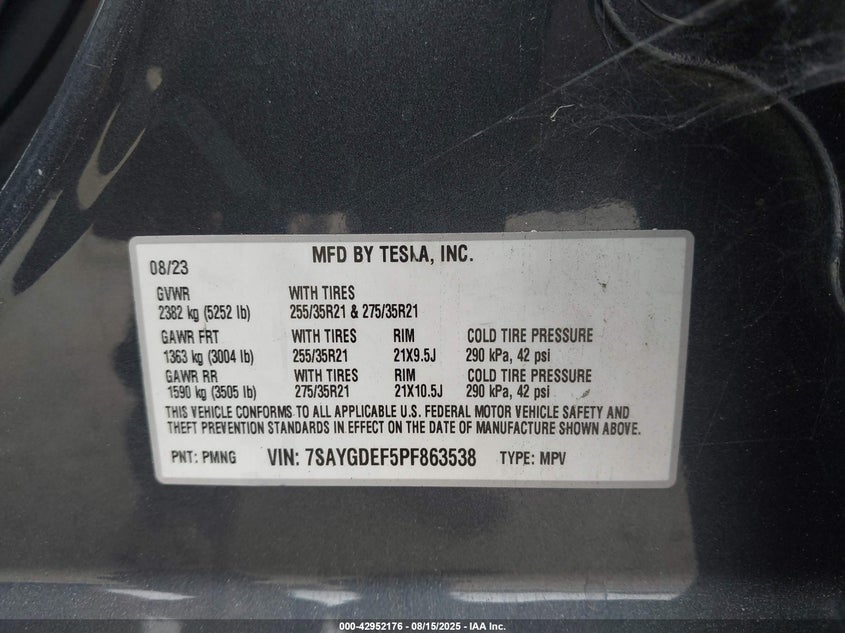 MFD BY TESLA, INC.
08/23
GVWR WITH TIRES
2382 kg (5252 lb) 255/35R21 & 275/35R21
GAWR FRT WITH TIRES RIM COLD TIRE PRESSURE
1363 kg (3004 lb) 255/35R21 21X9.5J 290 kPa, 42 psi
GAWR RR WITH TIRES RIM COLD TIRE PRESSURE
1590 kg (3505 lb) 275/35R21 21X10.5J 290 kPa, 42 psi
THIS VEHICLE CONFORMS TO ALL APPLICABLE U.S. FEDERAL MOTOR VEHICLE SAFETY AND
THEFT PREVENTION STANDARDS IN EFFECT ON THE DATE OF MANUFACTURE SHOWN ABOVE.
PNT: PMNG VIN: 7SAYGDEF5PF863538 TYPE: MPV
000-42952176 - 08/15/2025 - IAA Inc.